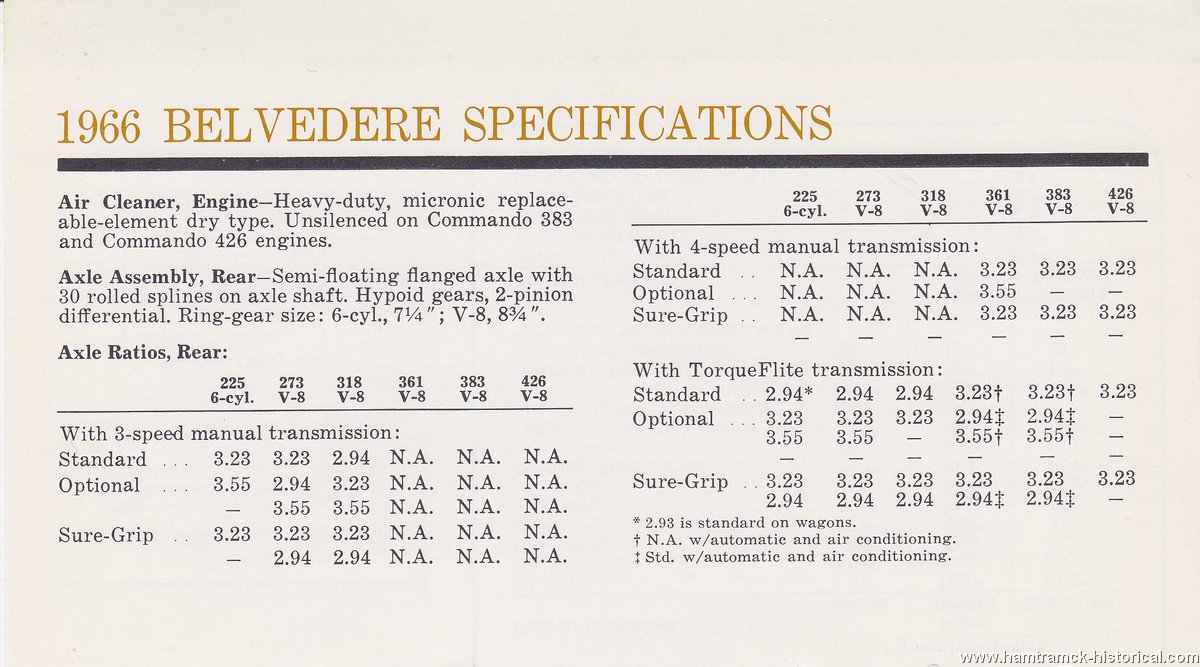 1966 BELVEDERE SPECIFICATIONS
Air Cleaner, Engine—Heavy-duty, micronic replace-
able-element dry type. Unsilenced on Commando 383
and Commando 426 engines.
Axle Assembly, Rear—Semi-floating flanged axle with
30 rolled splines on axle shaft. Hypoid gears, 2-pinion
differential. Ring-gear size: 6-cyl., 7¼″; V-8, 8¾″.
Axle Ratios, Rear:
225 273 318 361 383 426
6-cyl. V-8 V-8 V-8 V-8 V-8
With 3-speed manual transmission:
Standard ... 3.23 3.23 2.94 N.A. N.A. N.A.
Optional ... 3.55 2.94 3.23 N.A. N.A. N.A.
— 3.55 3.55 N.A. N.A. N.A.
Sure-Grip .. 3.23 3.23 3.23 N.A. N.A. N.A.
— 2.94 2.94 N.A. N.A. N.A.
225 273 318 361 383 426
6-cyl. V-8 V-8 V-8 V-8 V-8
With 4-speed manual transmission:
Standard .. N.A. N.A. N.A. 3.23 3.23 3.23
Optional ... N.A. N.A. N.A. 3.55 — —
Sure-Grip .. N.A. N.A. N.A. 3.23 3.23 3.23
— — — — — —
With TorqueFlite transmission:
Standard .. 2.94* 2.94 2.94 3.23† 3.23† 3.23
Optional ... 3.23 3.23 3.23 2.94‡ 2.94‡ —
3.55 3.55 — 3.55† 3.55† —
— — — — — —
Sure-Grip .. 3.23 3.23 3.23 3.23 3.23 3.23
2.94 2.94 2.94 2.94‡ 2.94‡ —
* 2.93 is standard on wagons.
† N.A. w/automatic and air conditioning.
‡ Std. w/automatic and air conditioning.
www.hamtramck-historical.com